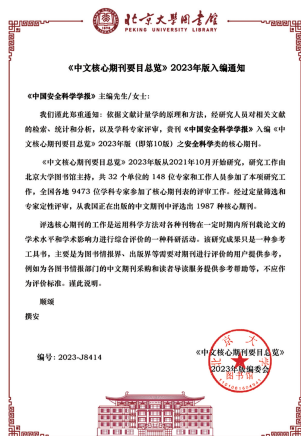 北京大学图书馆
PEKING UNIVERSITY LIBRARY
《中文核心期刊要目总览》2023年版入编通知
《中国安全科学学报》主编先生/女士：
我们谨此郑重通知：依据文献计量学的原理和方法，经研究人员对相关文献
的检索、统计和分析，以及学科专家评审，贵刊《中国安全科学学报》入编《中
文核心期刊要目总览》2023年版（即第10版）之安全科学类的核心期刊。
《中文核心期刊要目总览》2023年版从2021年10月开始研究，研究工作由
北京大学图书馆主持，共32个单位的148位专家和工作人员参加了本项研究工
作，全国各地9473位学科专家参加了核心期刊表的评审工作。经过定量筛选和
专家定性评审，从我国正在出版的中文期刊中评选出1987种核心期刊。
评选核心期刊的工作是运用科学方法对各种刊物在一定时期内所刊载论文的
学术水平和学术影响力进行综合评价的一种科研活动。该研究成果只是一种参考
工具书，主要是为图书情报界、出版界等需要对期刊进行评价的用户提供参考，
例如为各图书情报部门的中文期刊采购和读者导读服务提供参考帮助等，不应作
为评价标准。谨此说明。
顺颂
撰安
编号：2023-J8414
《中文核心期刊要目总览》
2023年版编委会
北京大学
图书馆